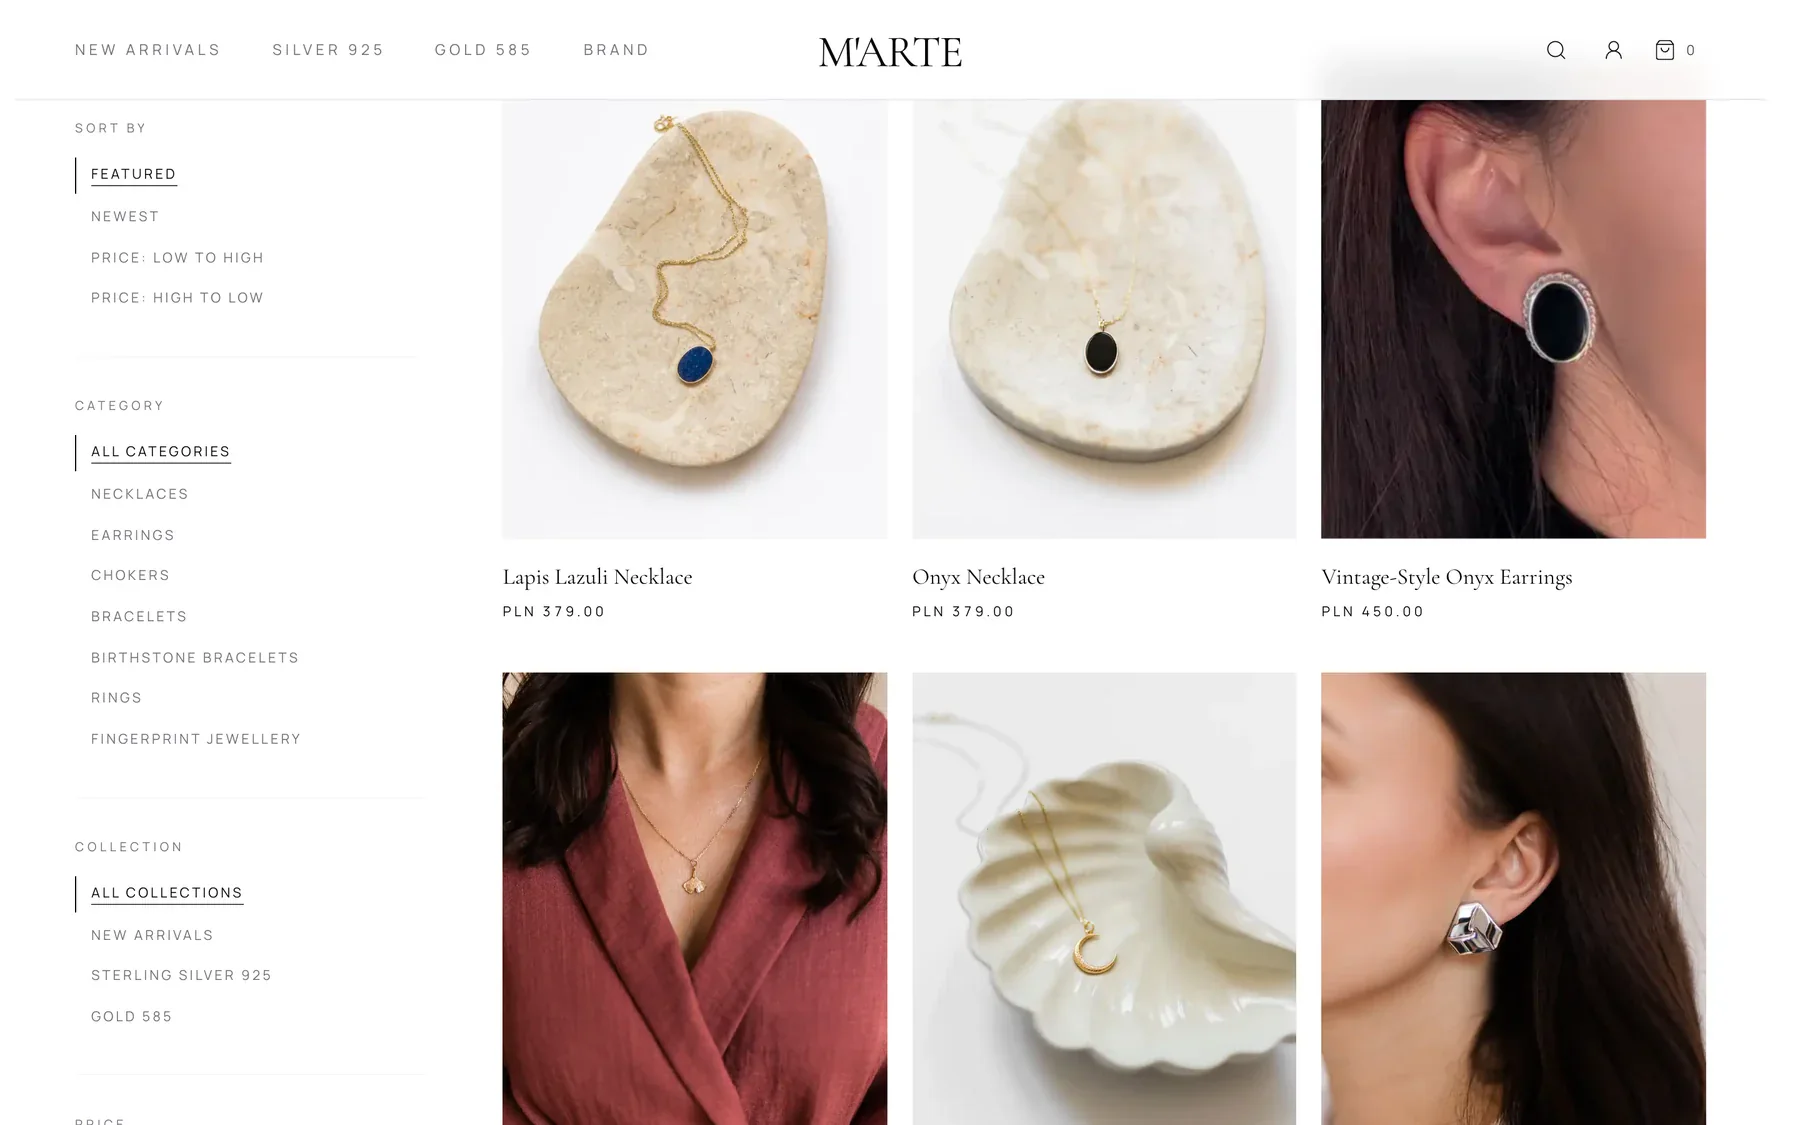 NEW ARRIVALS
SILVER 925
GOLD 585
BRAND
M'ARTE
0
SORT BY
FEATURED
NEWEST
PRICE: LOW TO HIGH
PRICE: HIGH TO LOW
CATEGORY
ALL CATEGORIES
NECKLACES
EARRINGS
CHOKERS
BRACELETS
BIRTHSTONE BRACELETS
RINGS
FINGERPRINT JEWELLERY
COLLECTION
ALL COLLECTIONS
NEW ARRIVALS
STERLING SILVER 925
GOLD 585
PRICE
Lapis Lazuli Necklace
PLN 379.00
Onyx Necklace
PLN 379.00
Vintage-Style Onyx Earrings
PLN 450.00